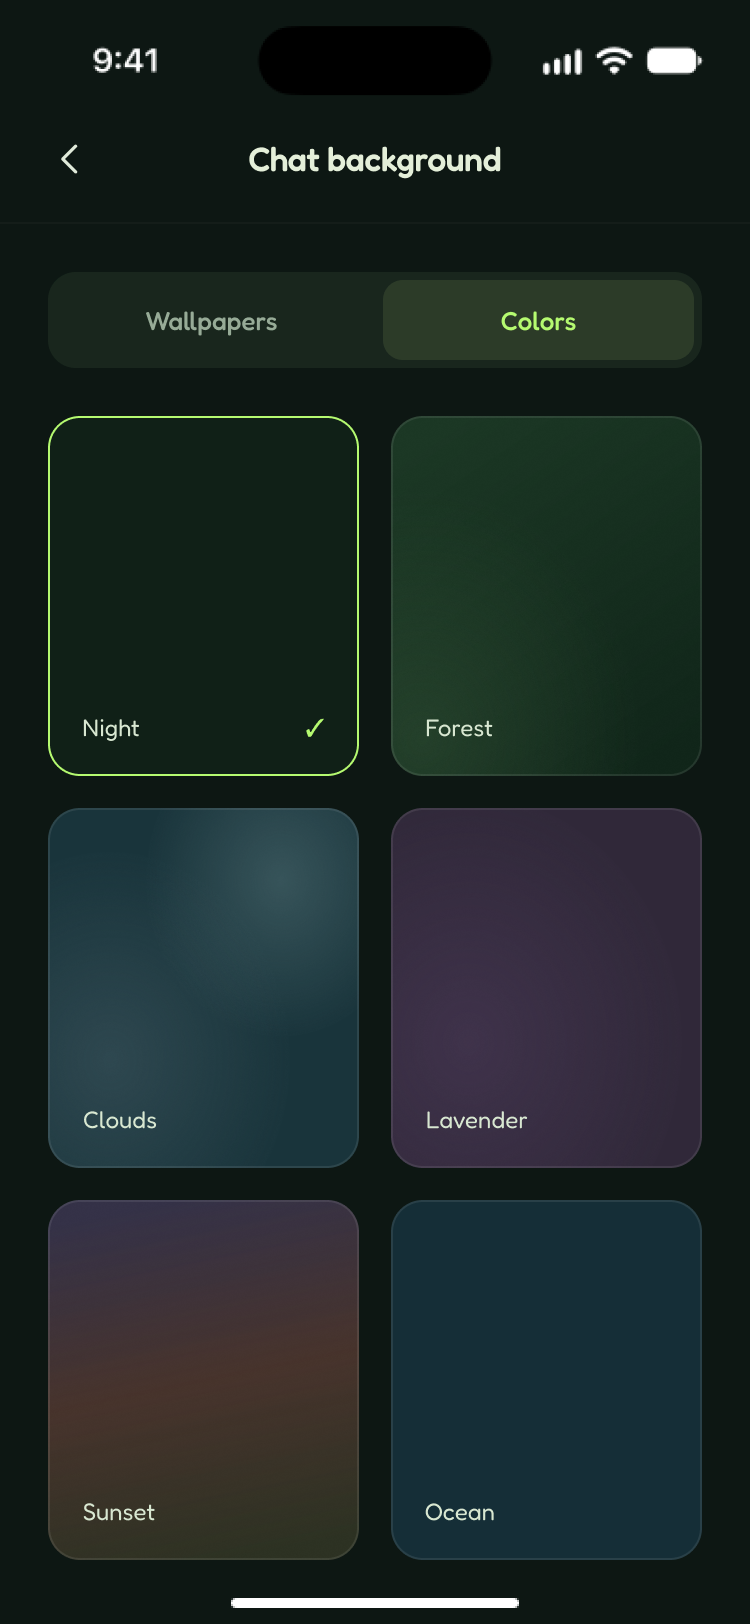 9:41
Chat background
Wallpapers
Colors
Night ✓
Forest
Clouds
Lavender
Sunset
Ocean